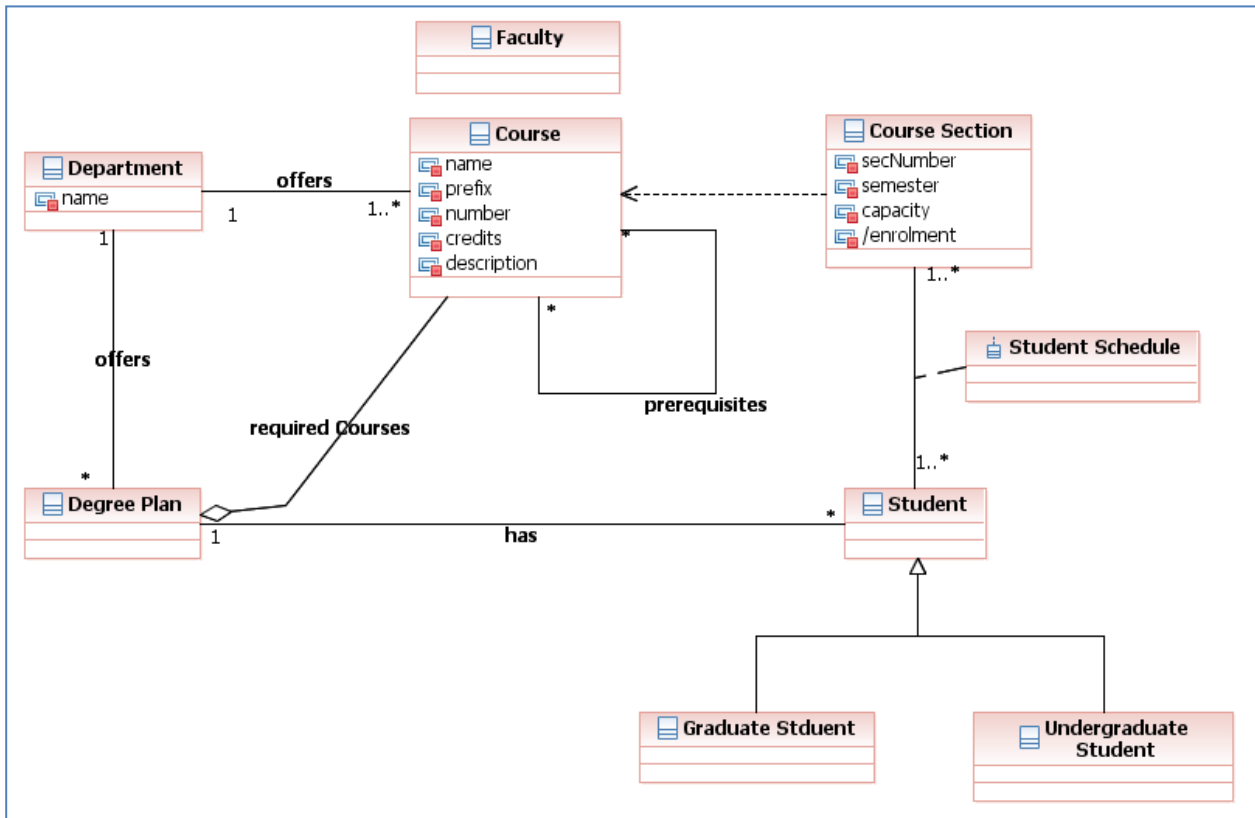 Faculty
Course
name
prefix
number
credits
description
Course Section
secNumber
semester
capacity
/enrolment
Department
name
offers
1
1..*
1
offers
*
*
*
prerequisites
required Courses
1..*
Student Schedule
1..*
Degree Plan
1
has
*
Student
Graduate Stduent
Undergraduate
Student